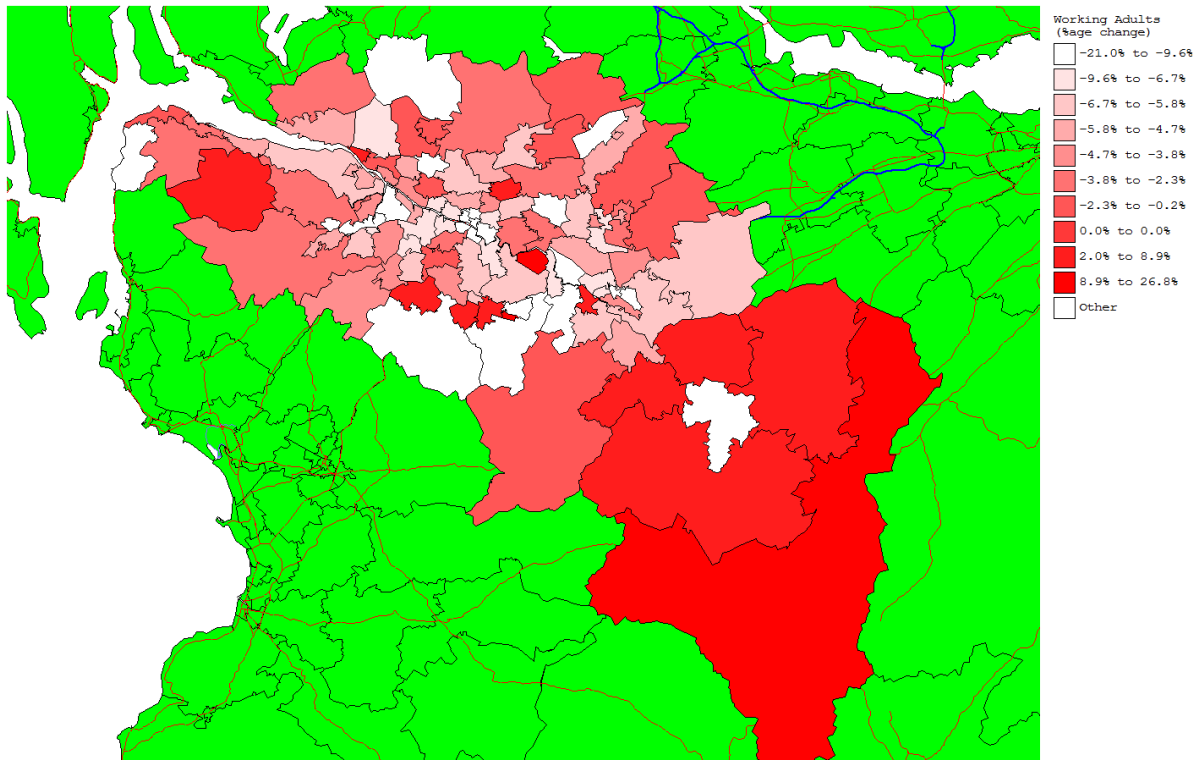 Working Adults
(%age change)
-21.0% to -9.6%
-9.6% to -6.7%
-6.7% to -5.8%
-5.8% to -4.7%
-4.7% to -3.8%
-3.8% to -2.3%
-2.3% to -0.2%
0.0% to 0.0%
2.0% to 8.9%
8.9% to 26.8%
Other